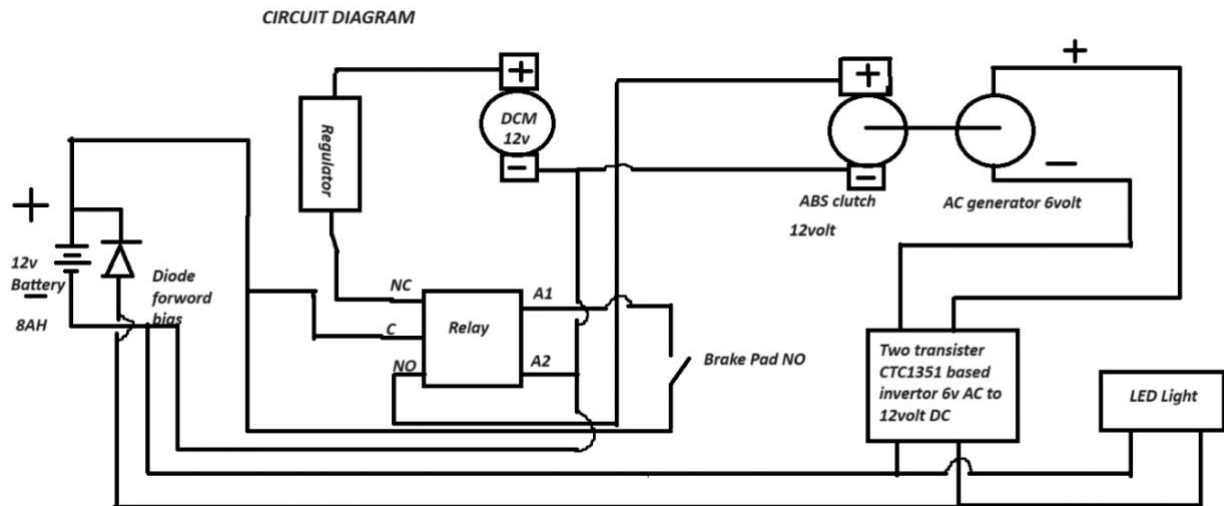 CIRCUIT DIAGRAM
+
Regulator
+
DCM
12v
-
+
-
ABS clutch
12volt
+
-
AC generator 6volt
+
12v
Battery
-
8AH
Diode
forword
bias
NC
C
NO
Relay
A1
A2
Brake Pad NO
Two transister
CTC1351 based
invertor 6v AC to
12volt DC
LED Light